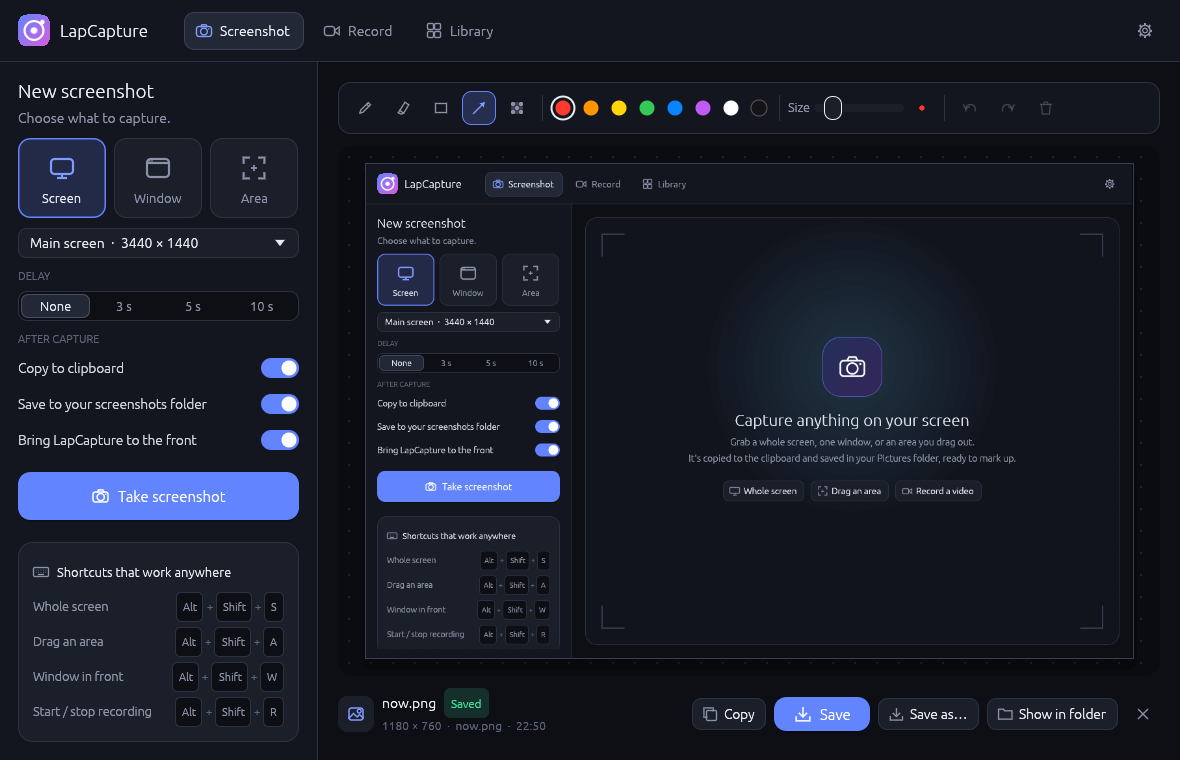 LapCapture
Screenshot
Record
Library
New screenshot
Choose what to capture.
Screen
Window
Area
Main screen · 3440 × 1440
DELAY
None
3 s
5 s
10 s
AFTER CAPTURE
Copy to clipboard
Save to your screenshots folder
Bring LapCapture to the front
Take screenshot
Shortcuts that work anywhere
Whole screen Alt + Shift + S
Drag an area Alt + Shift + A
Window in front Alt + Shift + W
Start / stop recording Alt + Shift + R
Size
LapCapture
Screenshot
Record
Library
New screenshot
Choose what to capture.
Screen
Window
Area
Main screen · 3440 × 1440
DELAY
None
3 s
5 s
10 s
AFTER CAPTURE
Copy to clipboard
Save to your screenshots folder
Bring LapCapture to the front
Take screenshot
Shortcuts that work anywhere
Whole screen Alt + Shift + S
Drag an area Alt + Shift + A
Window in front Alt + Shift + W
Start / stop recording Alt + Shift + R
Capture anything on your screen
Grab a whole screen, one window, or an area you drag out.
It's copied to the clipboard and saved in your Pictures folder, ready to mark up.
Whole screen
Drag an area
Record a video
now.png Saved
1180 × 760 · now.png · 22:50
Copy
Save
Save as...
Show in folder